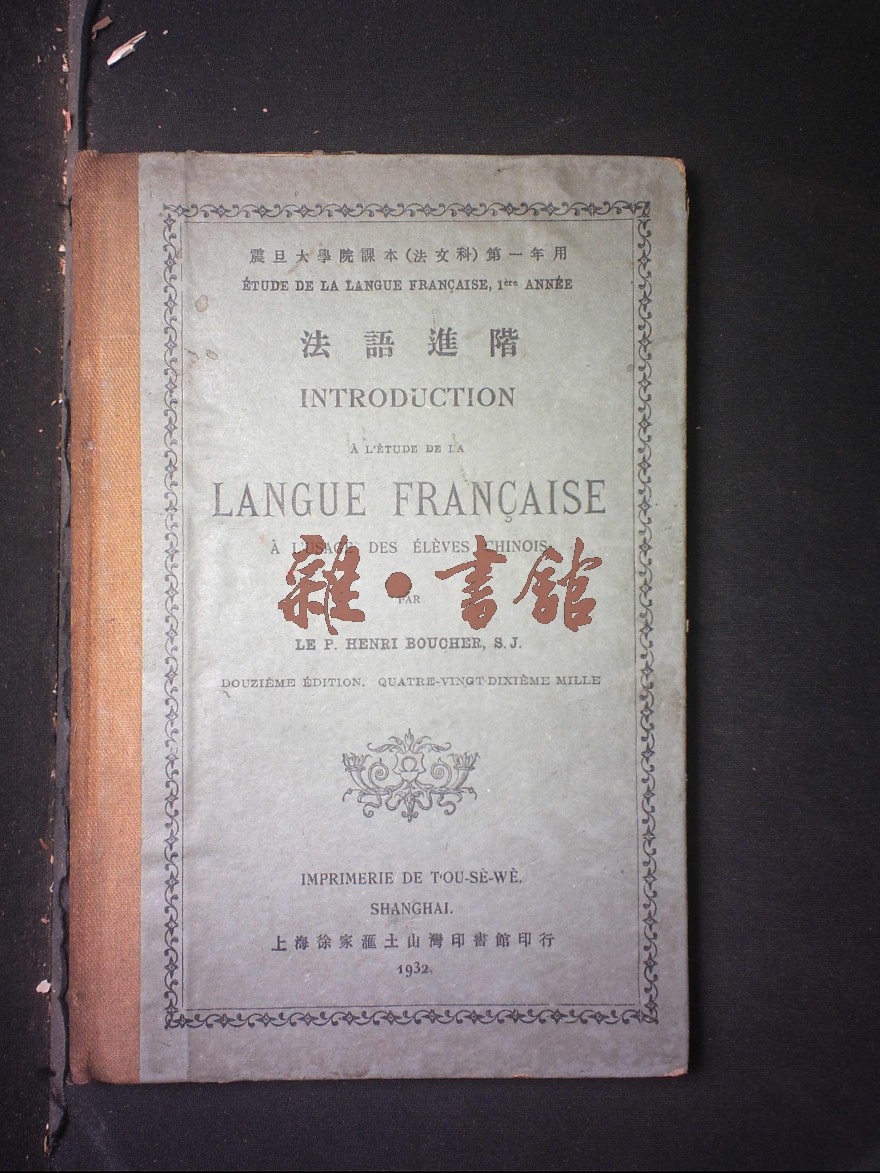 震旦大學院課本（法文科）第一年用
ÉTUDE DE LA LANGUE FRANÇAISE, 1ère ANNÉE
法語進階
INTRODUCTION
À L'ÉTUDE DE LA
LANGUE FRANÇAISE
À L'USAGE DES ÉLÈVES CHINOIS
雜·書館
PAR
LE P. HENRI BOUCHER, S. J.
DOUZIÈME ÉDITION. QUATRE-VINGT-DIXIÈME MILLE
IMPRIMERIE DE T'OU-SÈ-WÈ.
SHANGHAI.
上海徐家滙土山灣印書館印行
1932.